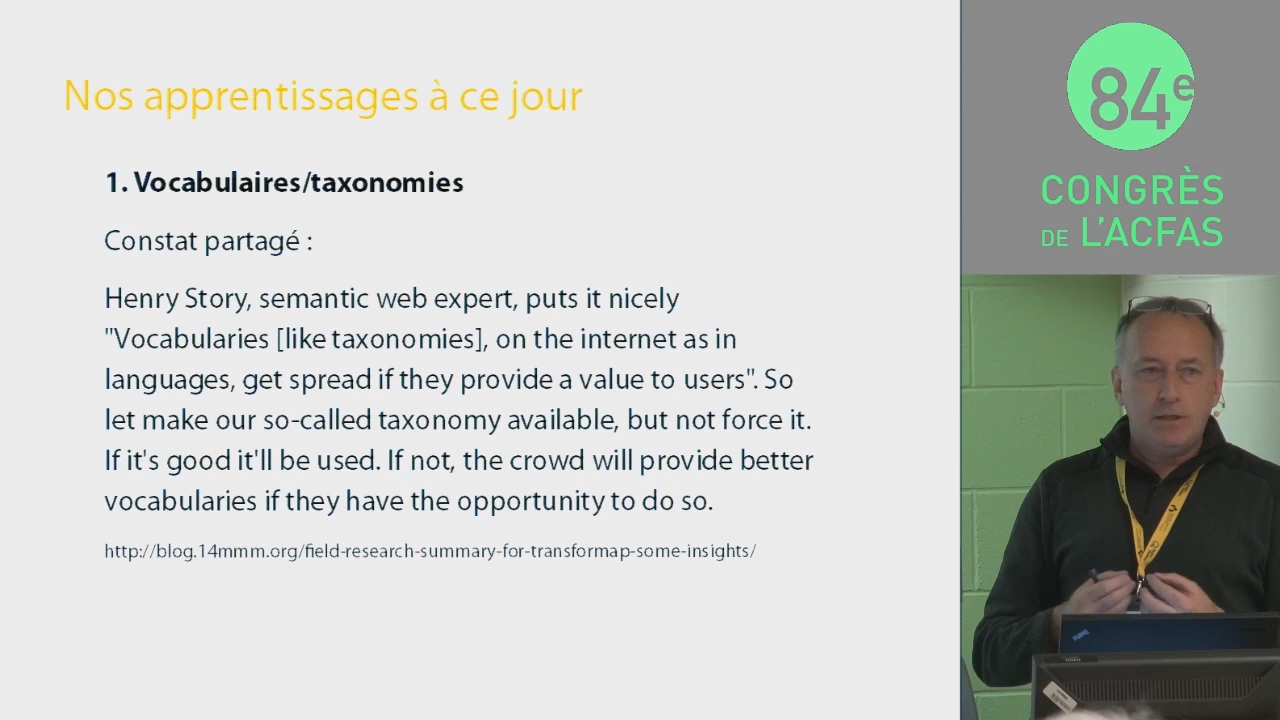 Nos apprentissages à ce jour
1. Vocabulaires/taxonomies
Constat partagé :
Henry Story, semantic web expert, puts it nicely
"Vocabularies [like taxonomies], on the internet as in
languages, get spread if they provide a value to users". So
let make our so-called taxonomy available, but not force it.
If it's good it'll be used. If not, the crowd will provide better
vocabularies if they have the opportunity to do so.
http://blog.14mmm.org/field-research-summary-for-transformap-some-insights/
84e
CONGRÈS
DE L'ACFAS